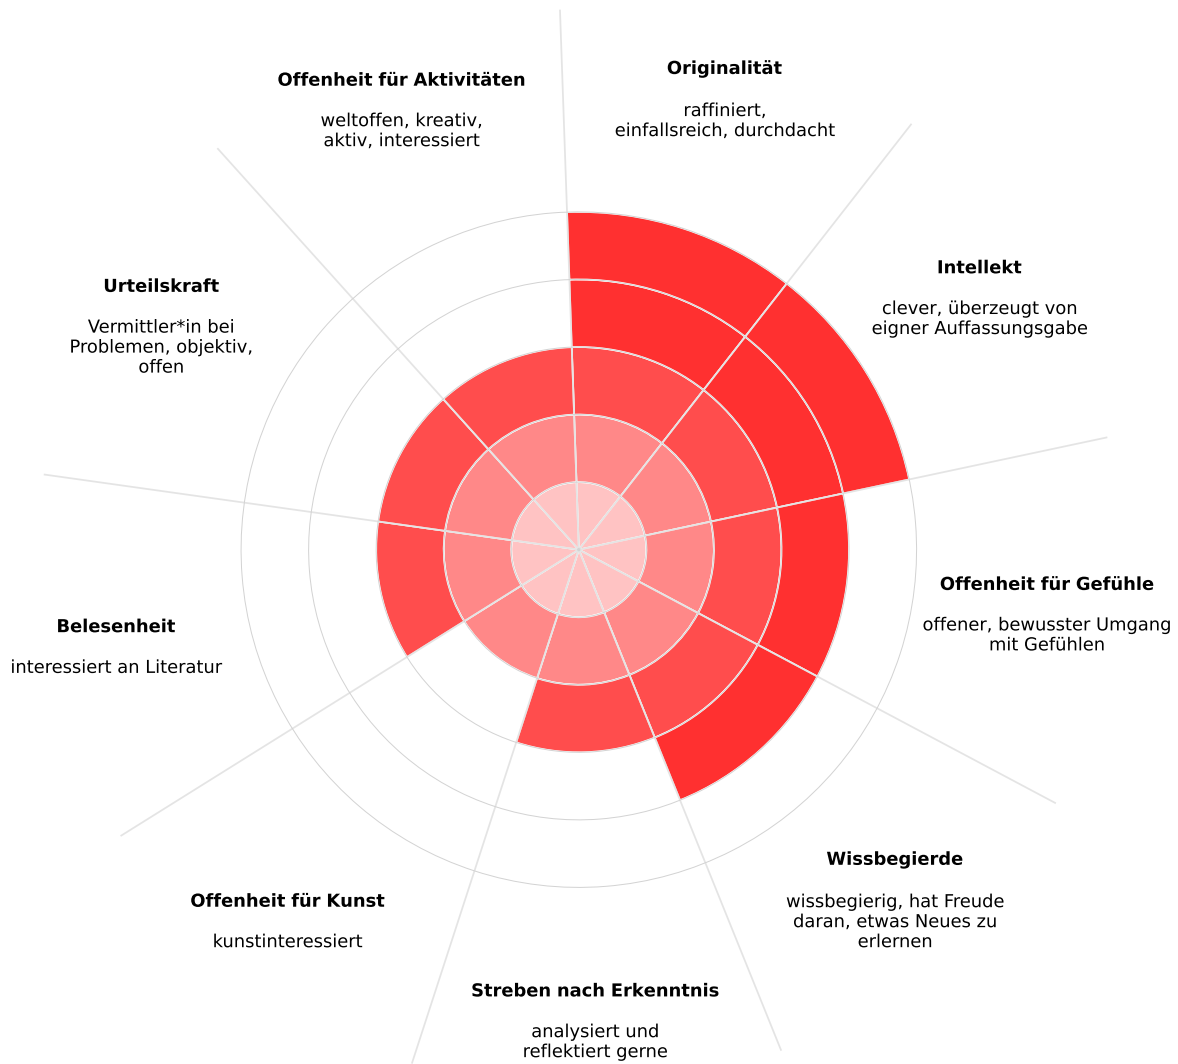 Offenheit für Aktivitäten
weltoffen, kreativ,
aktiv, interessiert
Originalität
raffiniert,
einfallsreich, durchdacht
Intellekt
clever, überzeugt von
eigner Auffassungsgabe
Offenheit für Gefühle
offener, bewusster Umgang
mit Gefühlen
Wissbegierde
wissbegierig, hat Freude
daran, etwas Neues zu
erlernen
Streben nach Erkenntnis
analysiert und
reflektiert gerne
Offenheit für Kunst
kunstinteressiert
Belesenheit
interessiert an Literatur
Urteilskraft
Vermittler*in bei
Problemen, objektiv,
offen